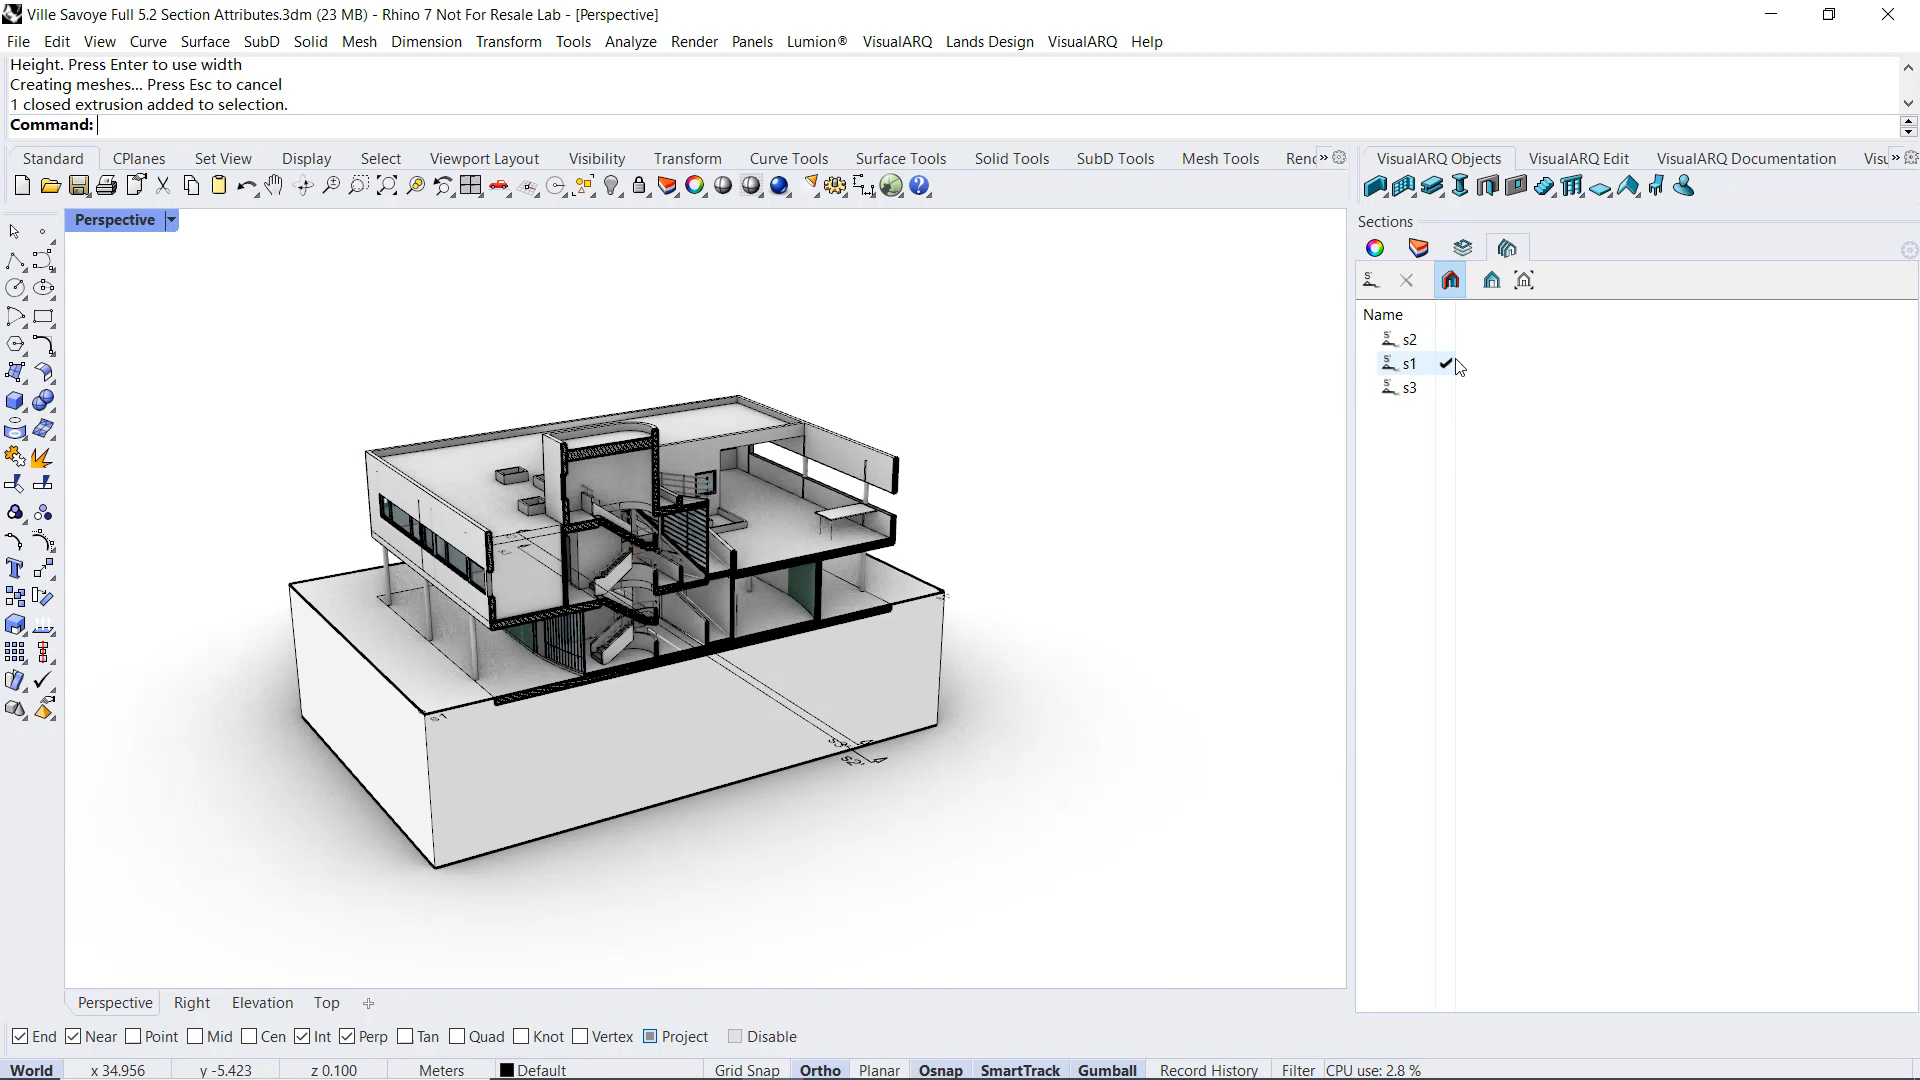 Ville Savoye Full 5.2 Section Attributes.3dm (23 MB) - Rhino 7 Not For Resale Lab - [Perspective]
File Edit View Curve Surface SubD Solid Mesh Dimension Transform Tools Analyze Render Panels Lumion® VisualARQ Lands Design VisualARQ Help
Height. Press Enter to use width
Creating meshes... Press Esc to cancel
1 closed extrusion added to selection.
Command:
Standard CPlanes Set View Display Select Viewport Layout Visibility Transform Curve Tools Surface Tools Solid Tools SubD Tools Mesh Tools Ren » VisualARQ Objects VisualARQ Edit VisualARQ Documentation Visu »
Perspective
Sections
Name
s2
s1
s3
s1
s3'
s2'
Perspective Right Elevation Top
End Near Point Mid Cen Int Perp Tan Quad Knot Vertex Project Disable
World x 34.956 y -5.423 z 0.100 Meters Default Grid Snap Ortho Planar Osnap SmartTrack Gumball Record History Filter CPU use: 2.8 %